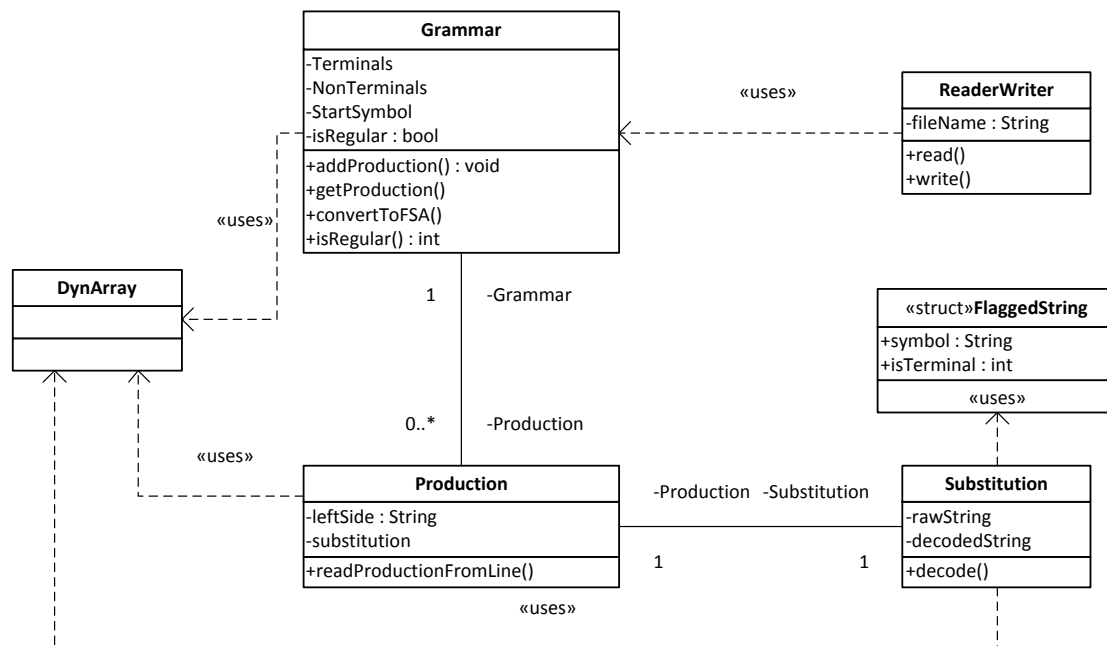 Grammar
-Terminals
-NonTerminals
-StartSymbol
-isRegular : bool
+addProduction() : void
+getProduction()
+convertToFSA()
+isRegular() : int
«uses»
ReaderWriter
-fileName : String
+read()
+write()
«uses»
DynArray
1
-Grammar
0..*
-Production
«struct»FlaggedString
+symbol : String
+isTerminal : int
«uses»
«uses»
Production
-leftSide : String
-substitution
+readProductionFromLine()
-Production
-Substitution
1
1
Substitution
-rawString
-decodedString
+decode()
«uses»